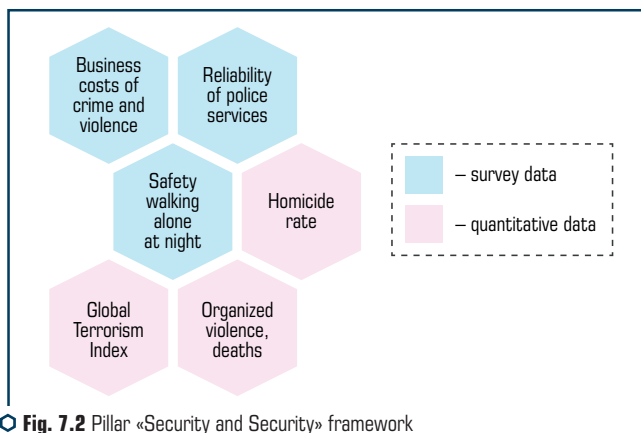 Business
costs of
crime and
violence
Reliability
of police
services
Safety
walking
alone
at night
Homicide
rate
Global
Terrorism
Index
Organized
violence,
deaths
– survey data
– quantitative data
Fig. 7.2 Pillar «Security and Security» framework